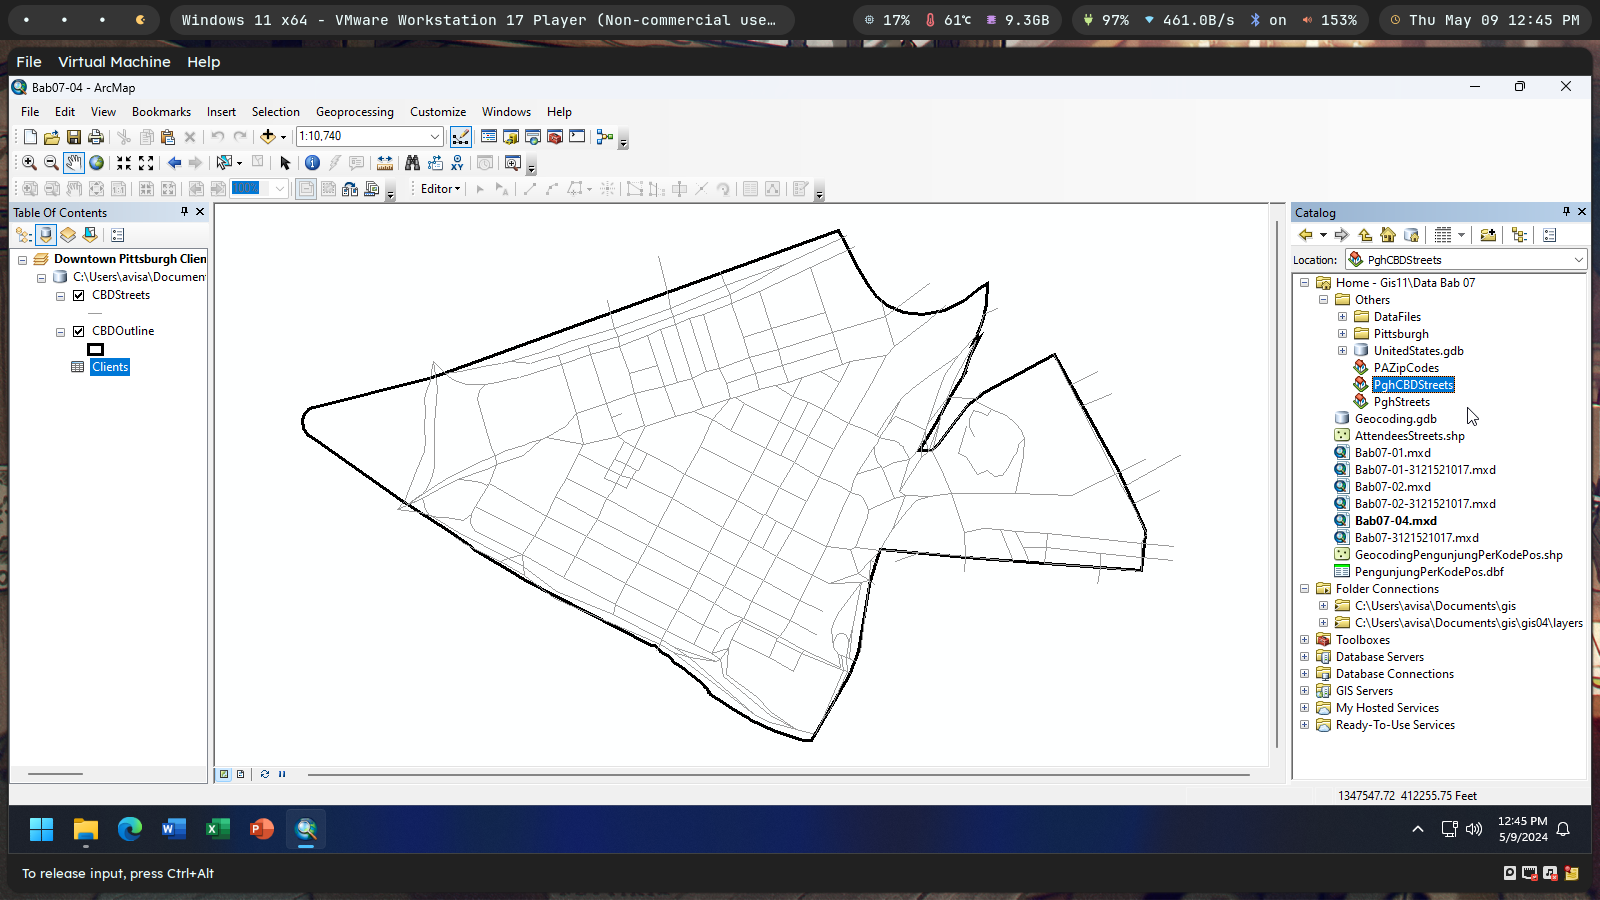 Windows 11 x64 - VMware Workstation 17 Player (Non-commercial use…
17%
61℃
9.3GB
97%
461.0B/s
on
153%
Thu May 09 12:45 PM
File Virtual Machine Help
Bab07-04 - ArcMap
File Edit View Bookmarks Insert Selection Geoprocessing Customize Windows Help
1:10,740
100%
Editor
Table Of Contents
Downtown Pittsburgh Clien
C:\Users\avisa\Documen
CBDStreets
CBDOutline
Clients
Catalog
Location: PghCBDStreets
Home - Gis11\Data Bab 07
Others
DataFiles
Pittsburgh
UnitedStates.gdb
PAZipCodes
PghCBDStreets
PghStreets
Geocoding.gdb
AttendeesStreets.shp
Bab07-01.mxd
Bab07-01-3121521017.mxd
Bab07-02.mxd
Bab07-02-3121521017.mxd
Bab07-04.mxd
Bab07-3121521017.mxd
GeocodingPengunjungPerKodePos.shp
PengunjungPerKodePos.dbf
Folder Connections
C:\Users\avisa\Documents\gis
C:\Users\avisa\Documents\gis\gis04\layers
Toolboxes
Database Servers
Database Connections
GIS Servers
My Hosted Services
Ready-To-Use Services
1347547.72 412255.75 Feet
12:45 PM
5/9/2024
To release input, press Ctrl+Alt